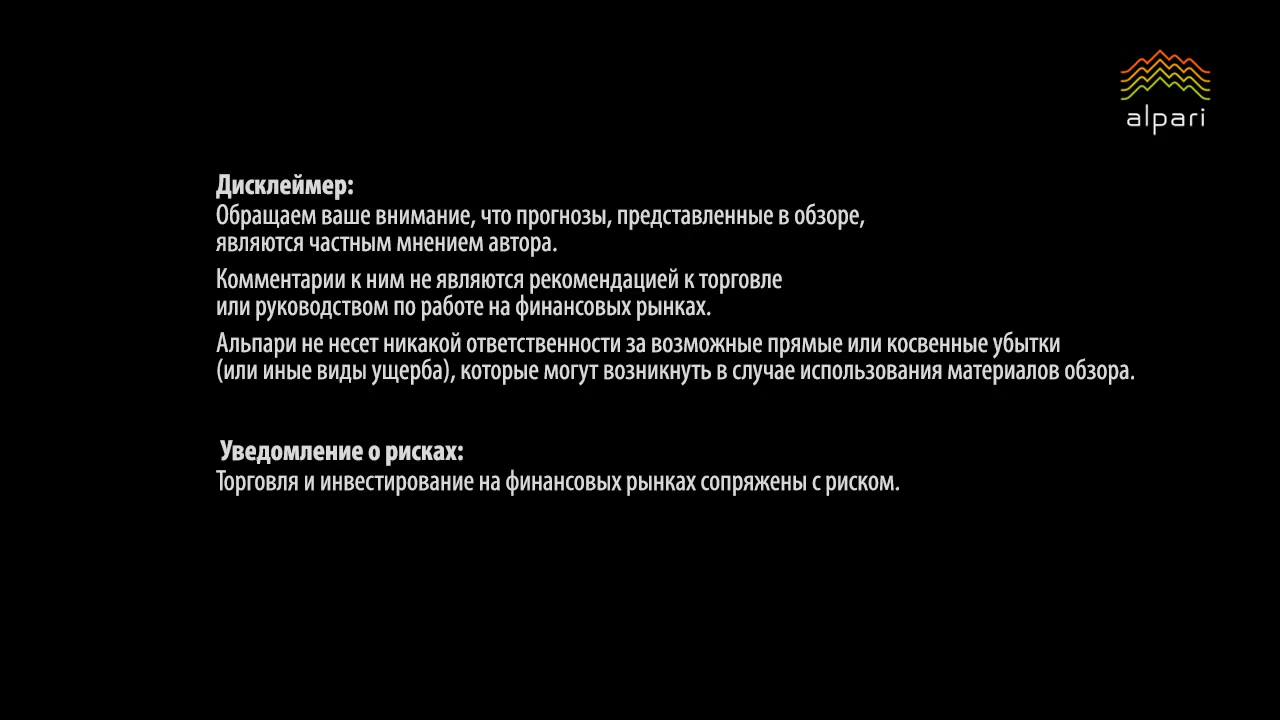 alpari
Дисклеймер:
Обращаем ваше внимание, что прогнозы, представленные в обзоре,
являются частным мнением автора.
Комментарии к ним не являются рекомендацией к торговле
или руководством по работе на финансовых рынках.
Альпари не несет никакой ответственности за возможные прямые или косвенные убытки
(или иные виды ущерба), которые могут возникнуть в случае использования материалов обзора.
Уведомление о рисках:
Торговля и инвестирование на финансовых рынках сопряжены с риском.